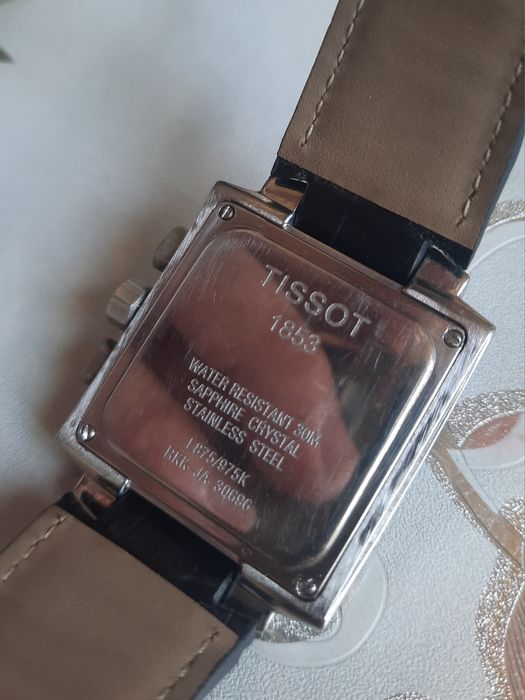 TISSOT
1853
WATER RESISTANT 30M
SAPPHIRE CRYSTAL
STAINLESS STEEL
L875/975K